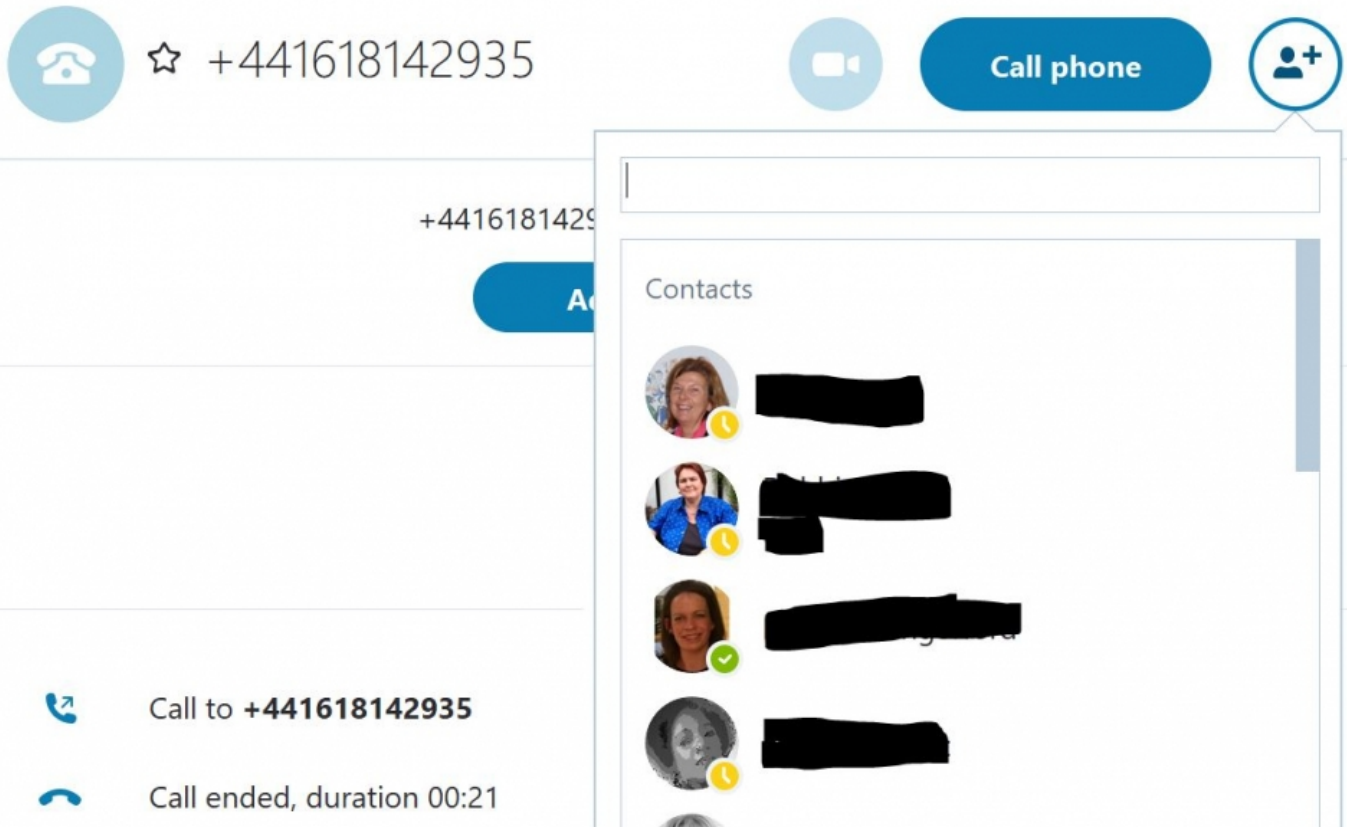 +441618142935
Call phone
+4416181429
Contacts
Call to +441618142935
Call ended, duration 00:21